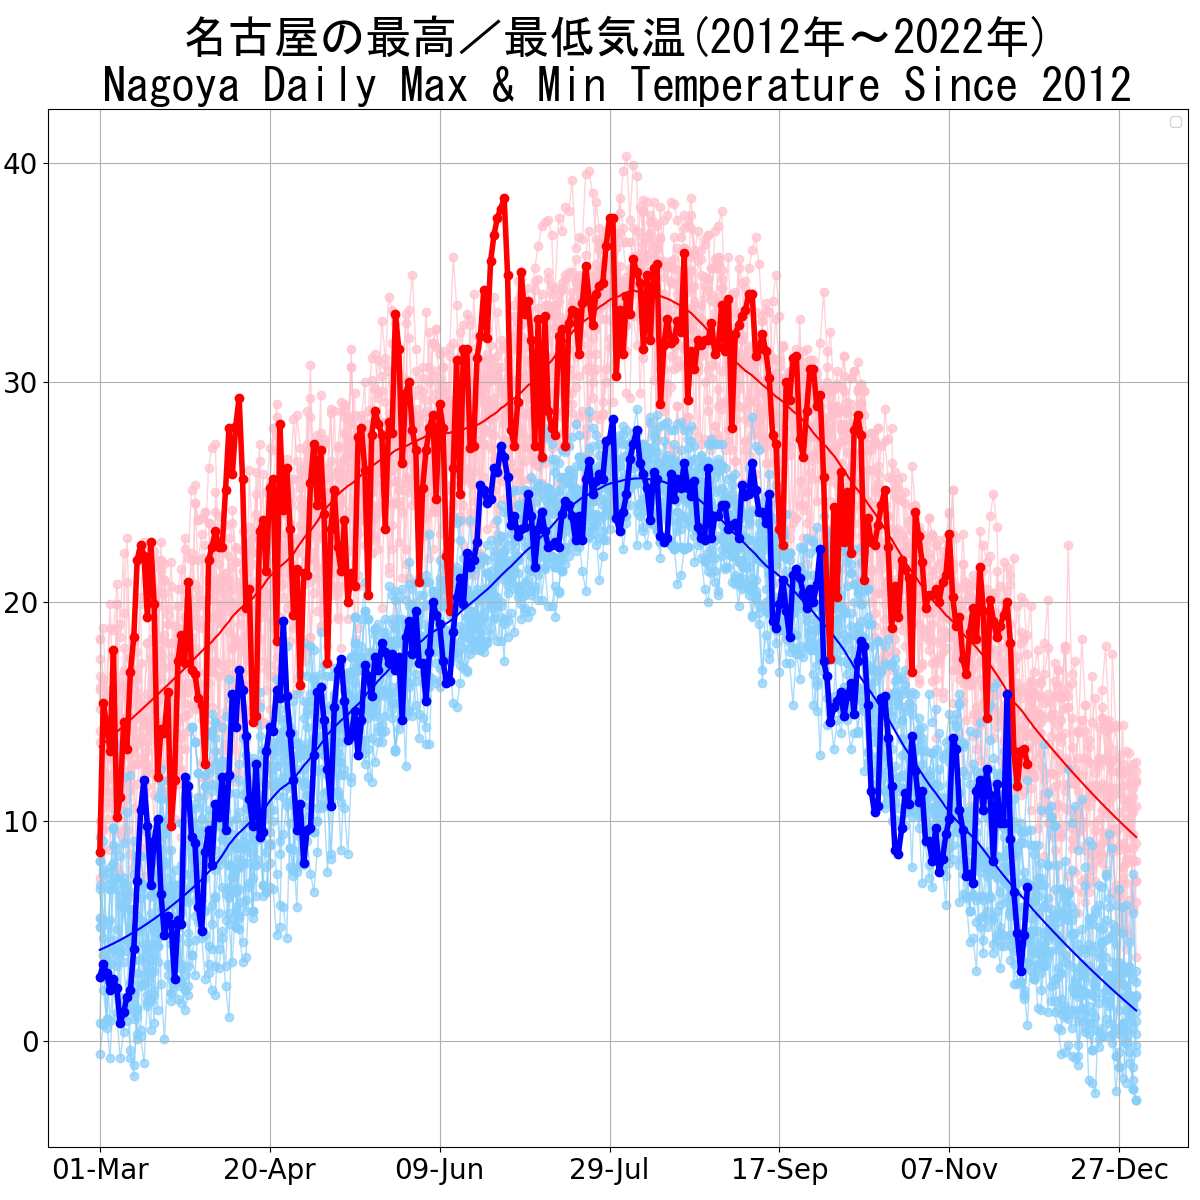 名古屋の最高／最低気温(2012年～2022年)
Nagoya Daily Max & Min Temperature Since 2012
40
30
20
10
0
01-Mar 20-Apr 09-Jun 29-Jul 17-Sep 07-Nov 27-Dec